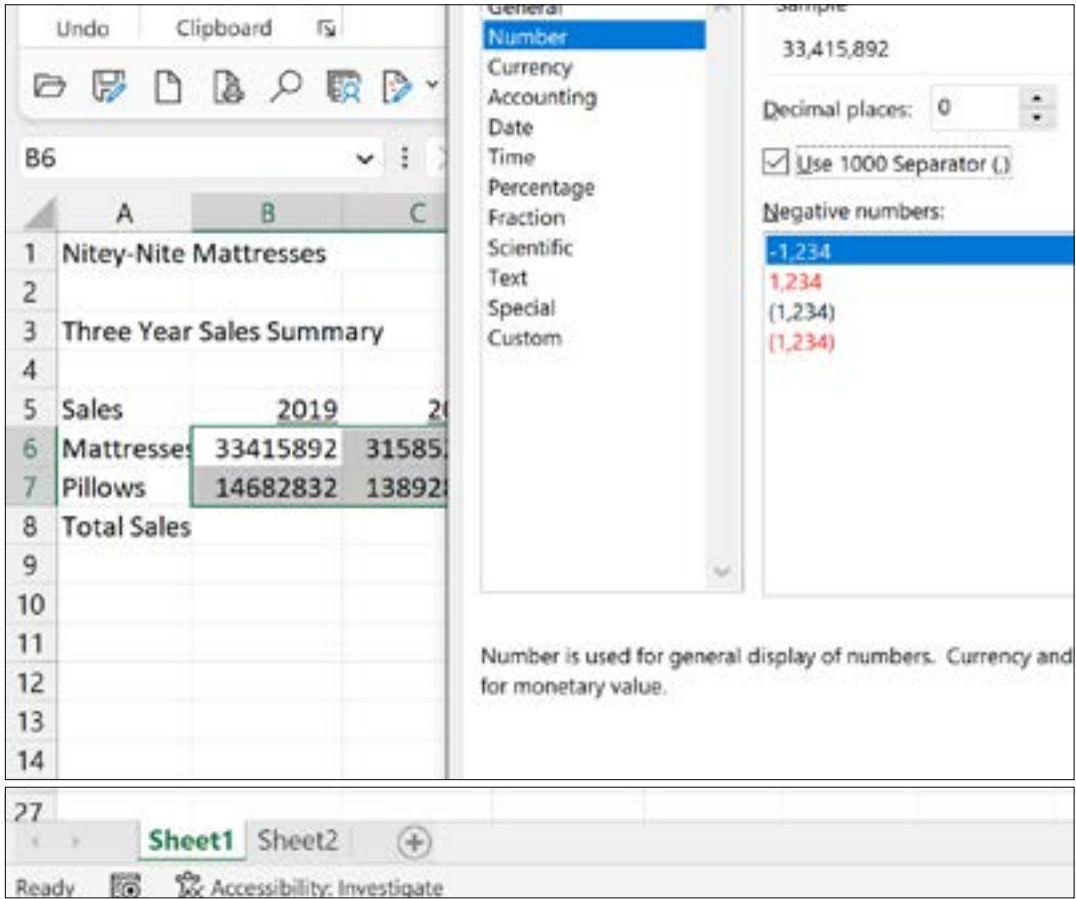 Undo Clipboard
B6
A B C
1 Nitey-Nite Mattresses
2
3 Three Year Sales Summary
4
5 Sales 2019 20
6 Mattresses 33415892 31585
7 Pillows 14682832 13892
8 Total Sales
9
10
11
12
13
14
General
Number
Currency
Accounting
Date
Time
Percentage
Fraction
Scientific
Text
Special
Custom
Sample
33,415,892
Decimal places: 0
Use 1000 Separator (,)
Negative numbers:
-1,234
1,234
(1,234)
(1,234)
Number is used for general display of numbers. Currency and
for monetary value.
27
Sheet1 Sheet2
Ready Accessibility: Investigate